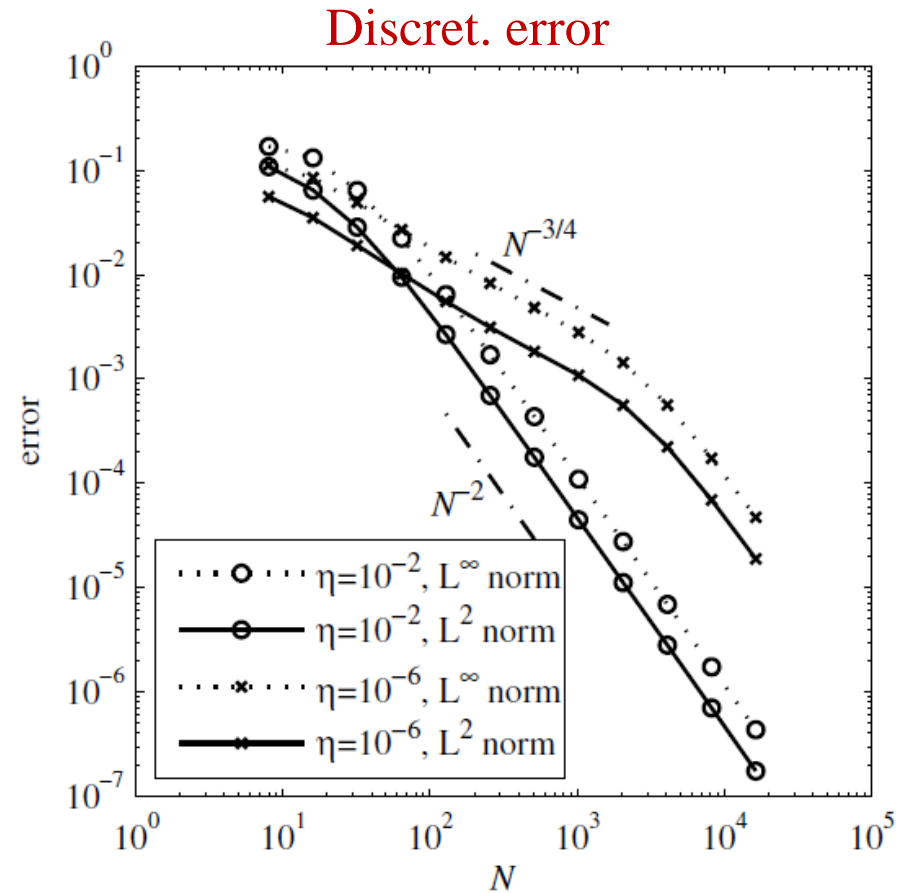 Discret. error
10^0
10^-1
10^-2
10^-3
10^-4
10^-5
10^-6
10^-7
error
N^-3/4
N^-2
η=10^-2, L^∞ norm
η=10^-2, L^2 norm
η=10^-6, L^∞ norm
η=10^-6, L^2 norm
10^0 10^1 10^2 10^3 10^4 10^5
N